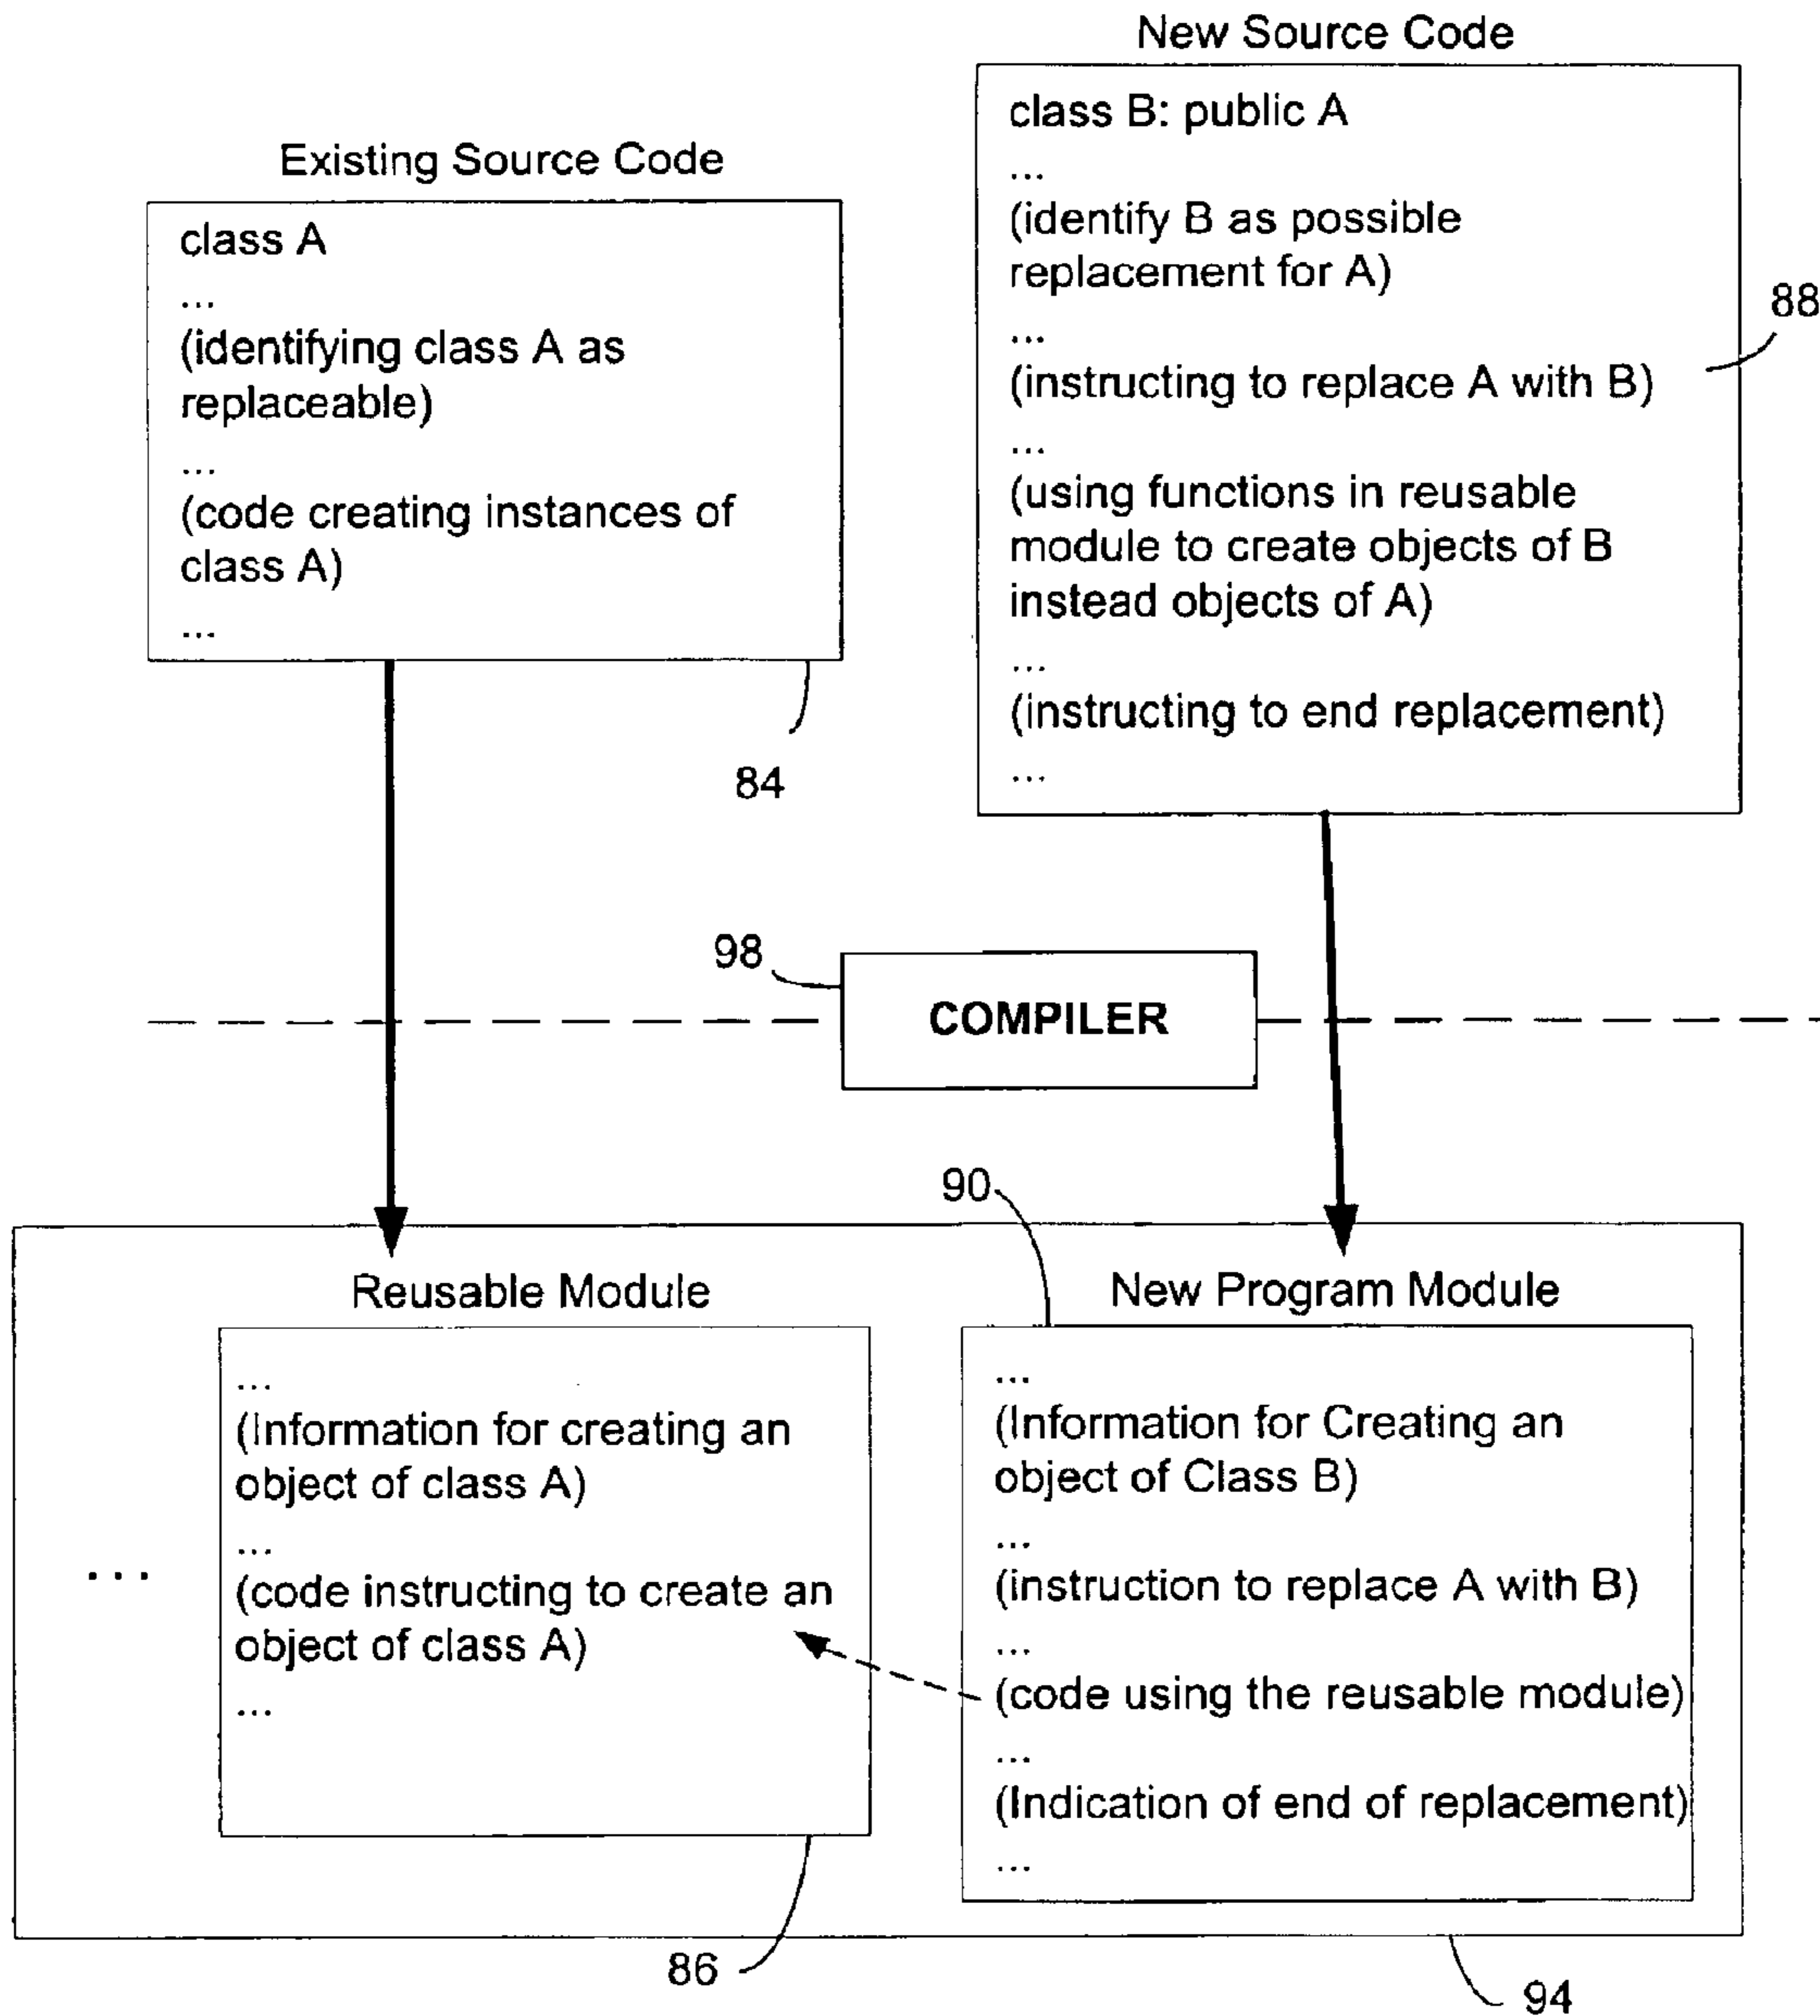 New Source Code
class B: public A
...
(identify B as possible
replacement for A)
...
(instructing to replace A with B)
...
(using functions in reusable
module to create objects of B
instead objects of A)
...
(instructing to end replacement)
...
88
Existing Source Code
class A
...
(identifying class A as
replaceable)
...
(code creating instances of
class A)
...
84
98
COMPILER
90
Reusable Module
...
(Information for creating an
object of class A)
...
(code instructing to create an
object of class A)
...
...
86
New Program Module
...
(Information for Creating an
object of Class B)
...
(instruction to replace A with B)
...
(code using the reusable module)
...
(Indication of end of replacement)
...
94